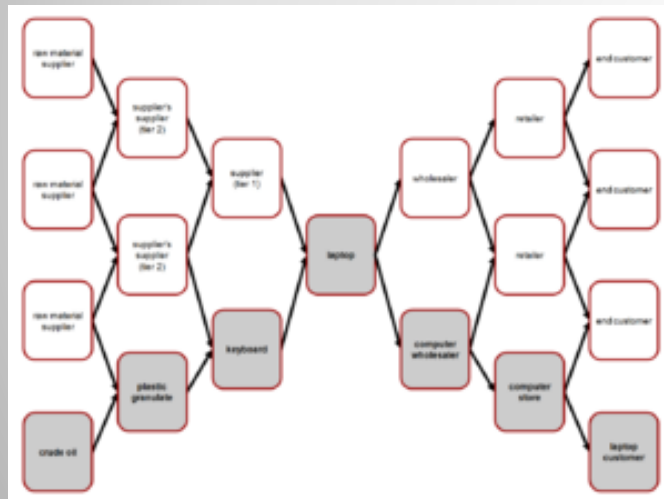 raw material
supplier
raw material
supplier
raw material
supplier
crude oil
supplier's
supplier
(tier 2)
supplier's
supplier
(tier 2)
plastic
granulate
supplier
(tier 1)
keyboard
laptop
wholesaler
computer
wholesaler
retailer
retailer
computer
store
end customer
end customer
end customer
laptop
customer